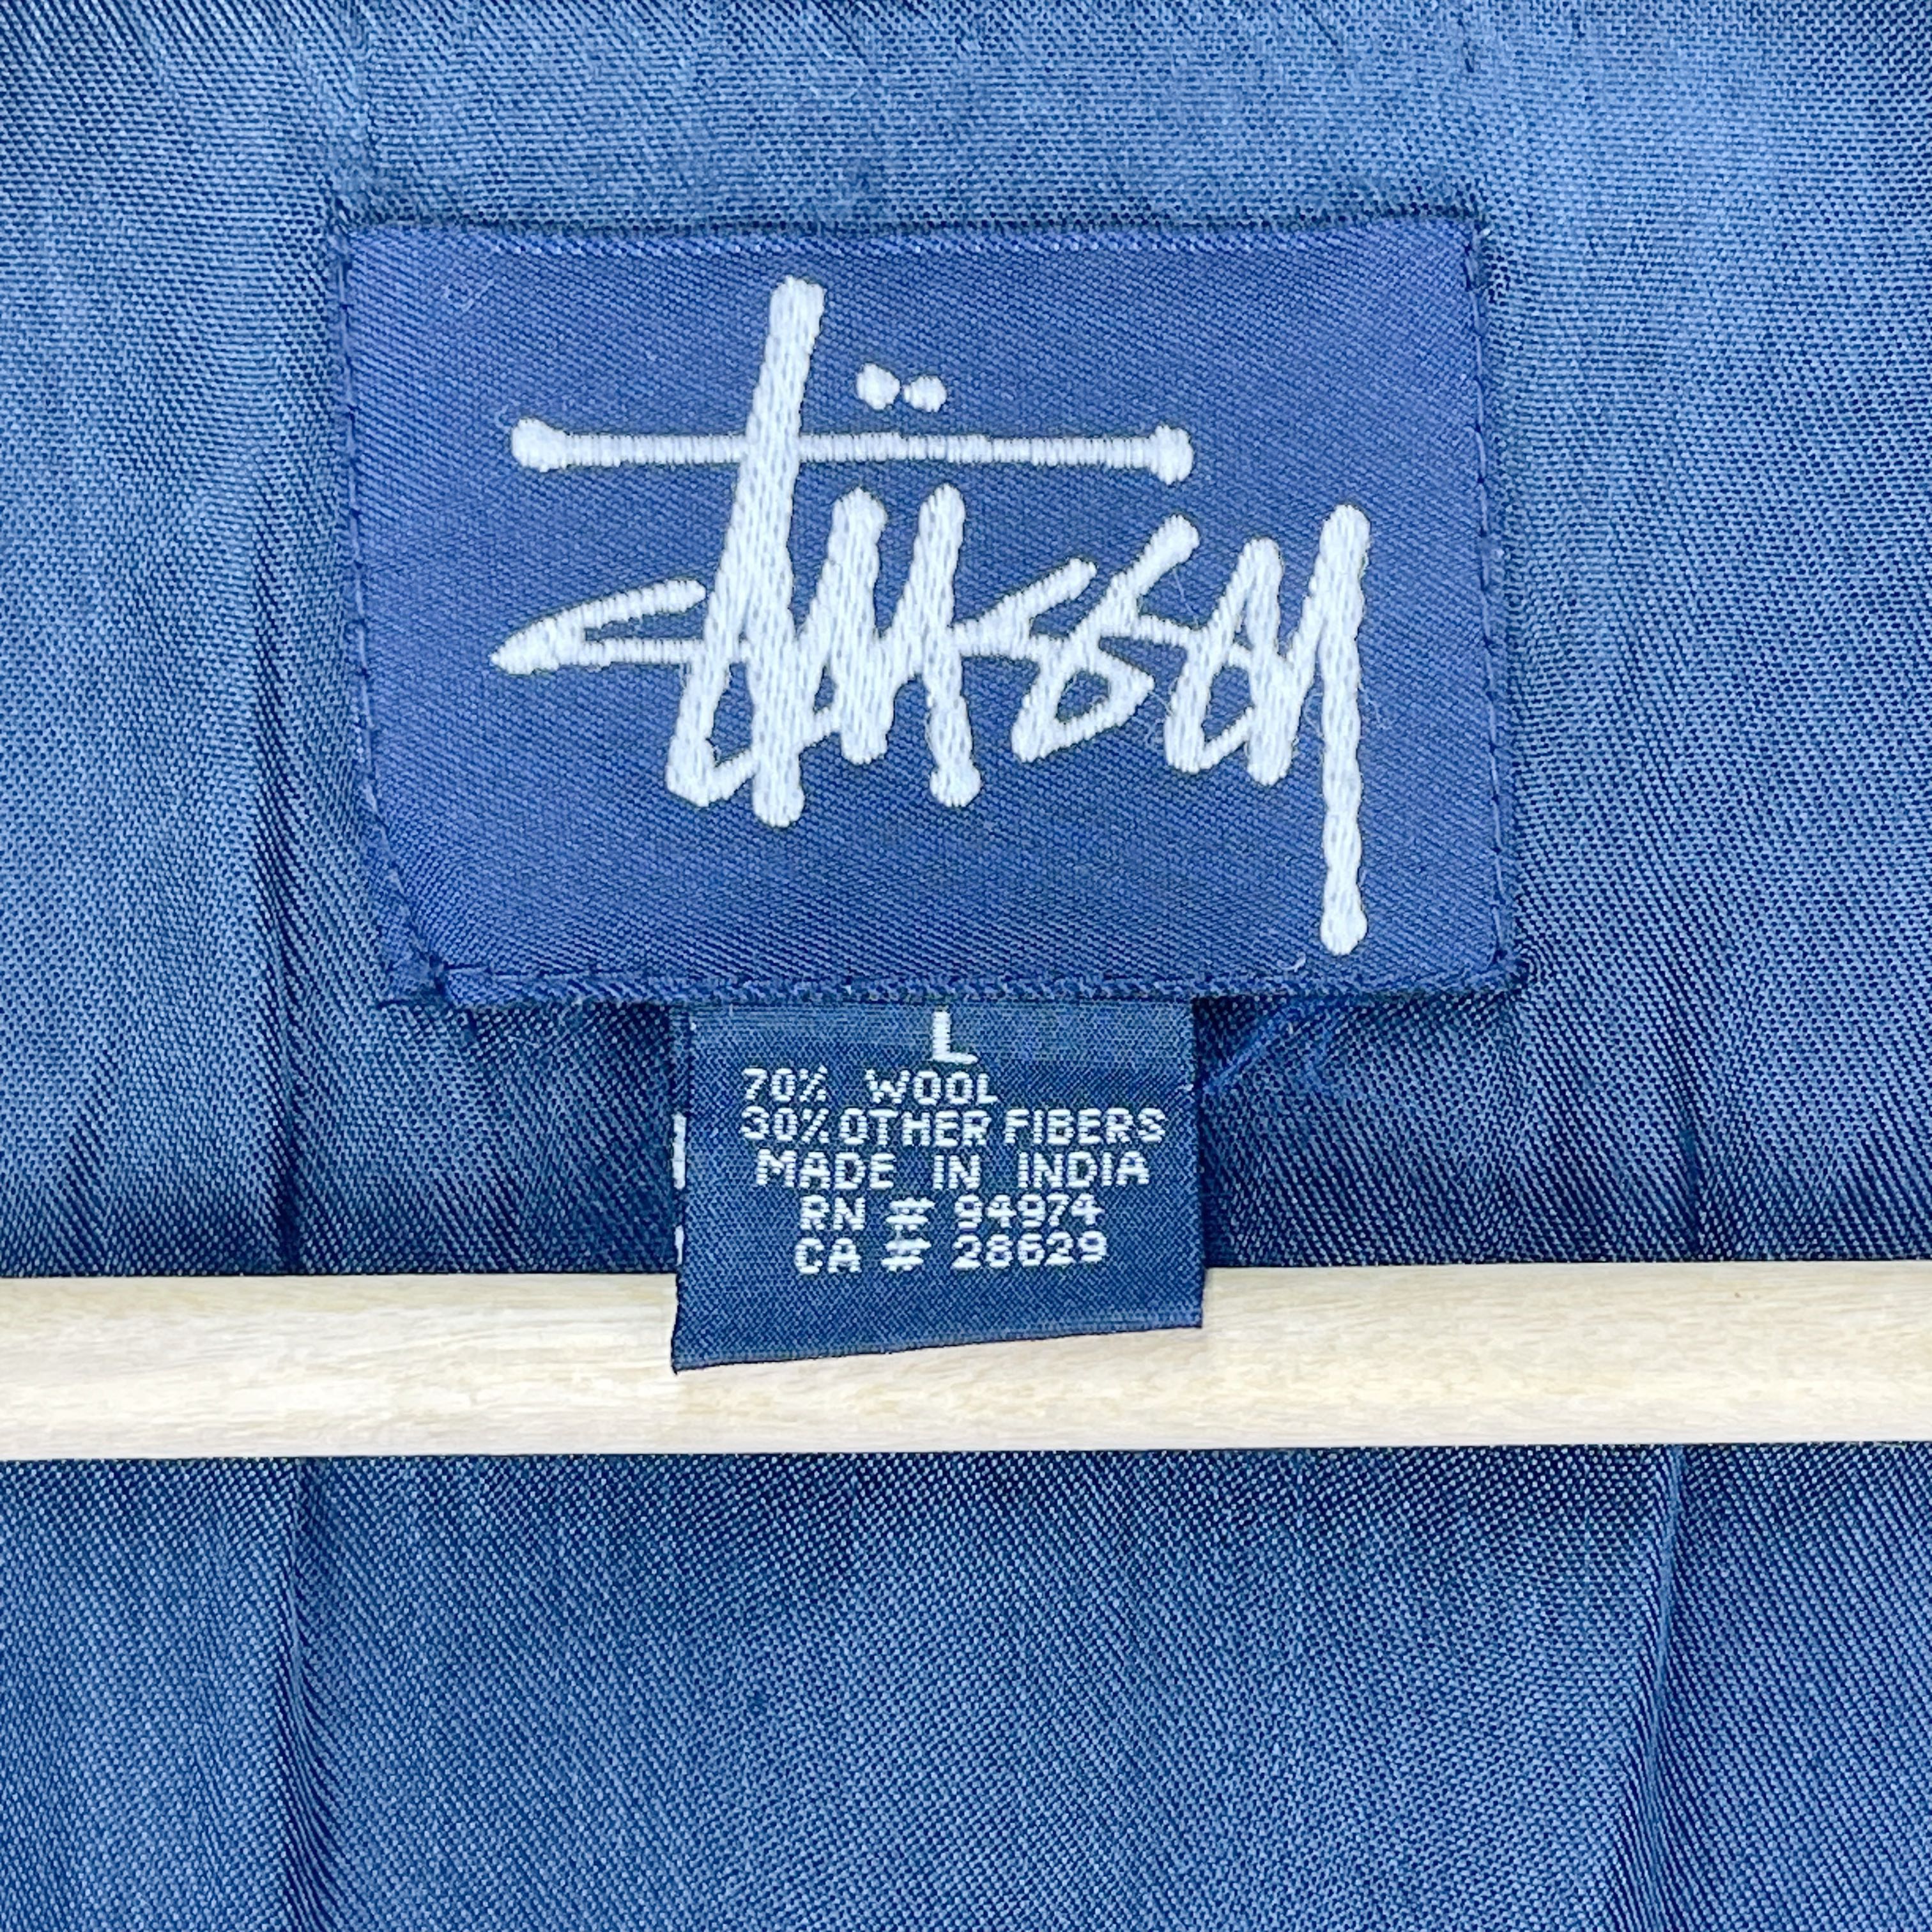 Stüssy
L
70% WOOL
30% OTHER FIBERS
MADE IN INDIA
RN # 94974
CA # 28629